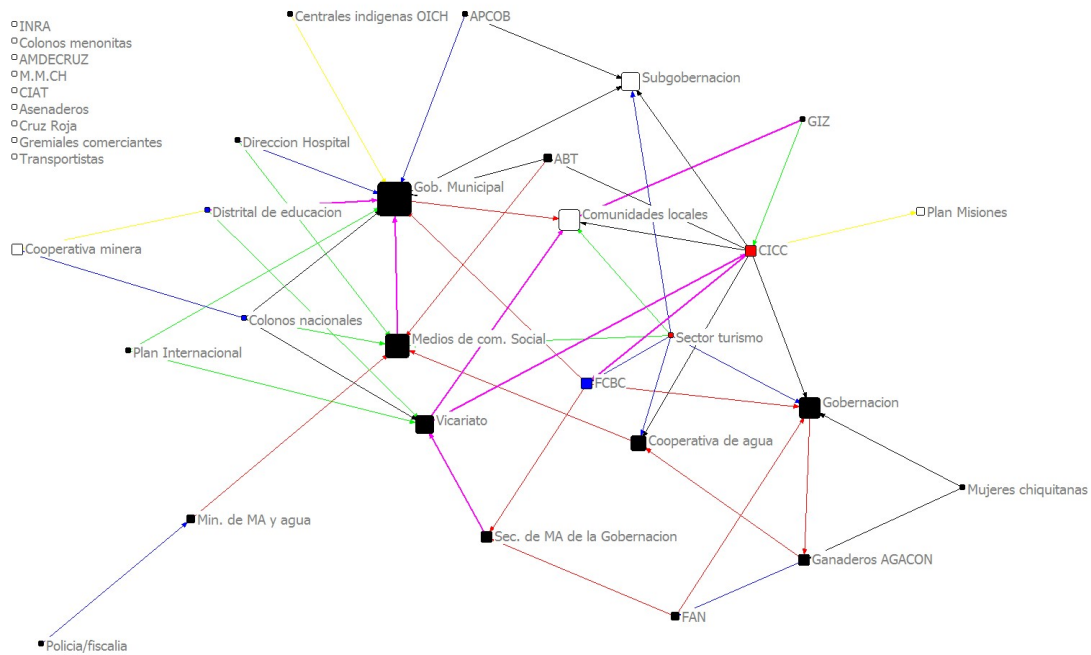 INRA
Colonos menonitas
AMDECRUZ
M.M.CH
CIAT
Asenaderos
Cruz Roja
Gremiales comerciantes
Transportistas
Centrales indigenas OICH
APCOB
Subgobernacion
GIZ
Direccion Hospital
ABT
Gob. Municipal
Distrital de educacion
Comunidades locales
Plan Misiones
Cooperativa minera
CICC
Colonos nacionales
Medios de com. Social
Sector turismo
Plan Internacional
FCBC
Gobernacion
Vicariato
Cooperativa de agua
Mujeres chiquitanas
Min. de MA y agua
Sec. de MA de la Gobernacion
Ganaderos AGACON
FAN
Policia/fiscalia